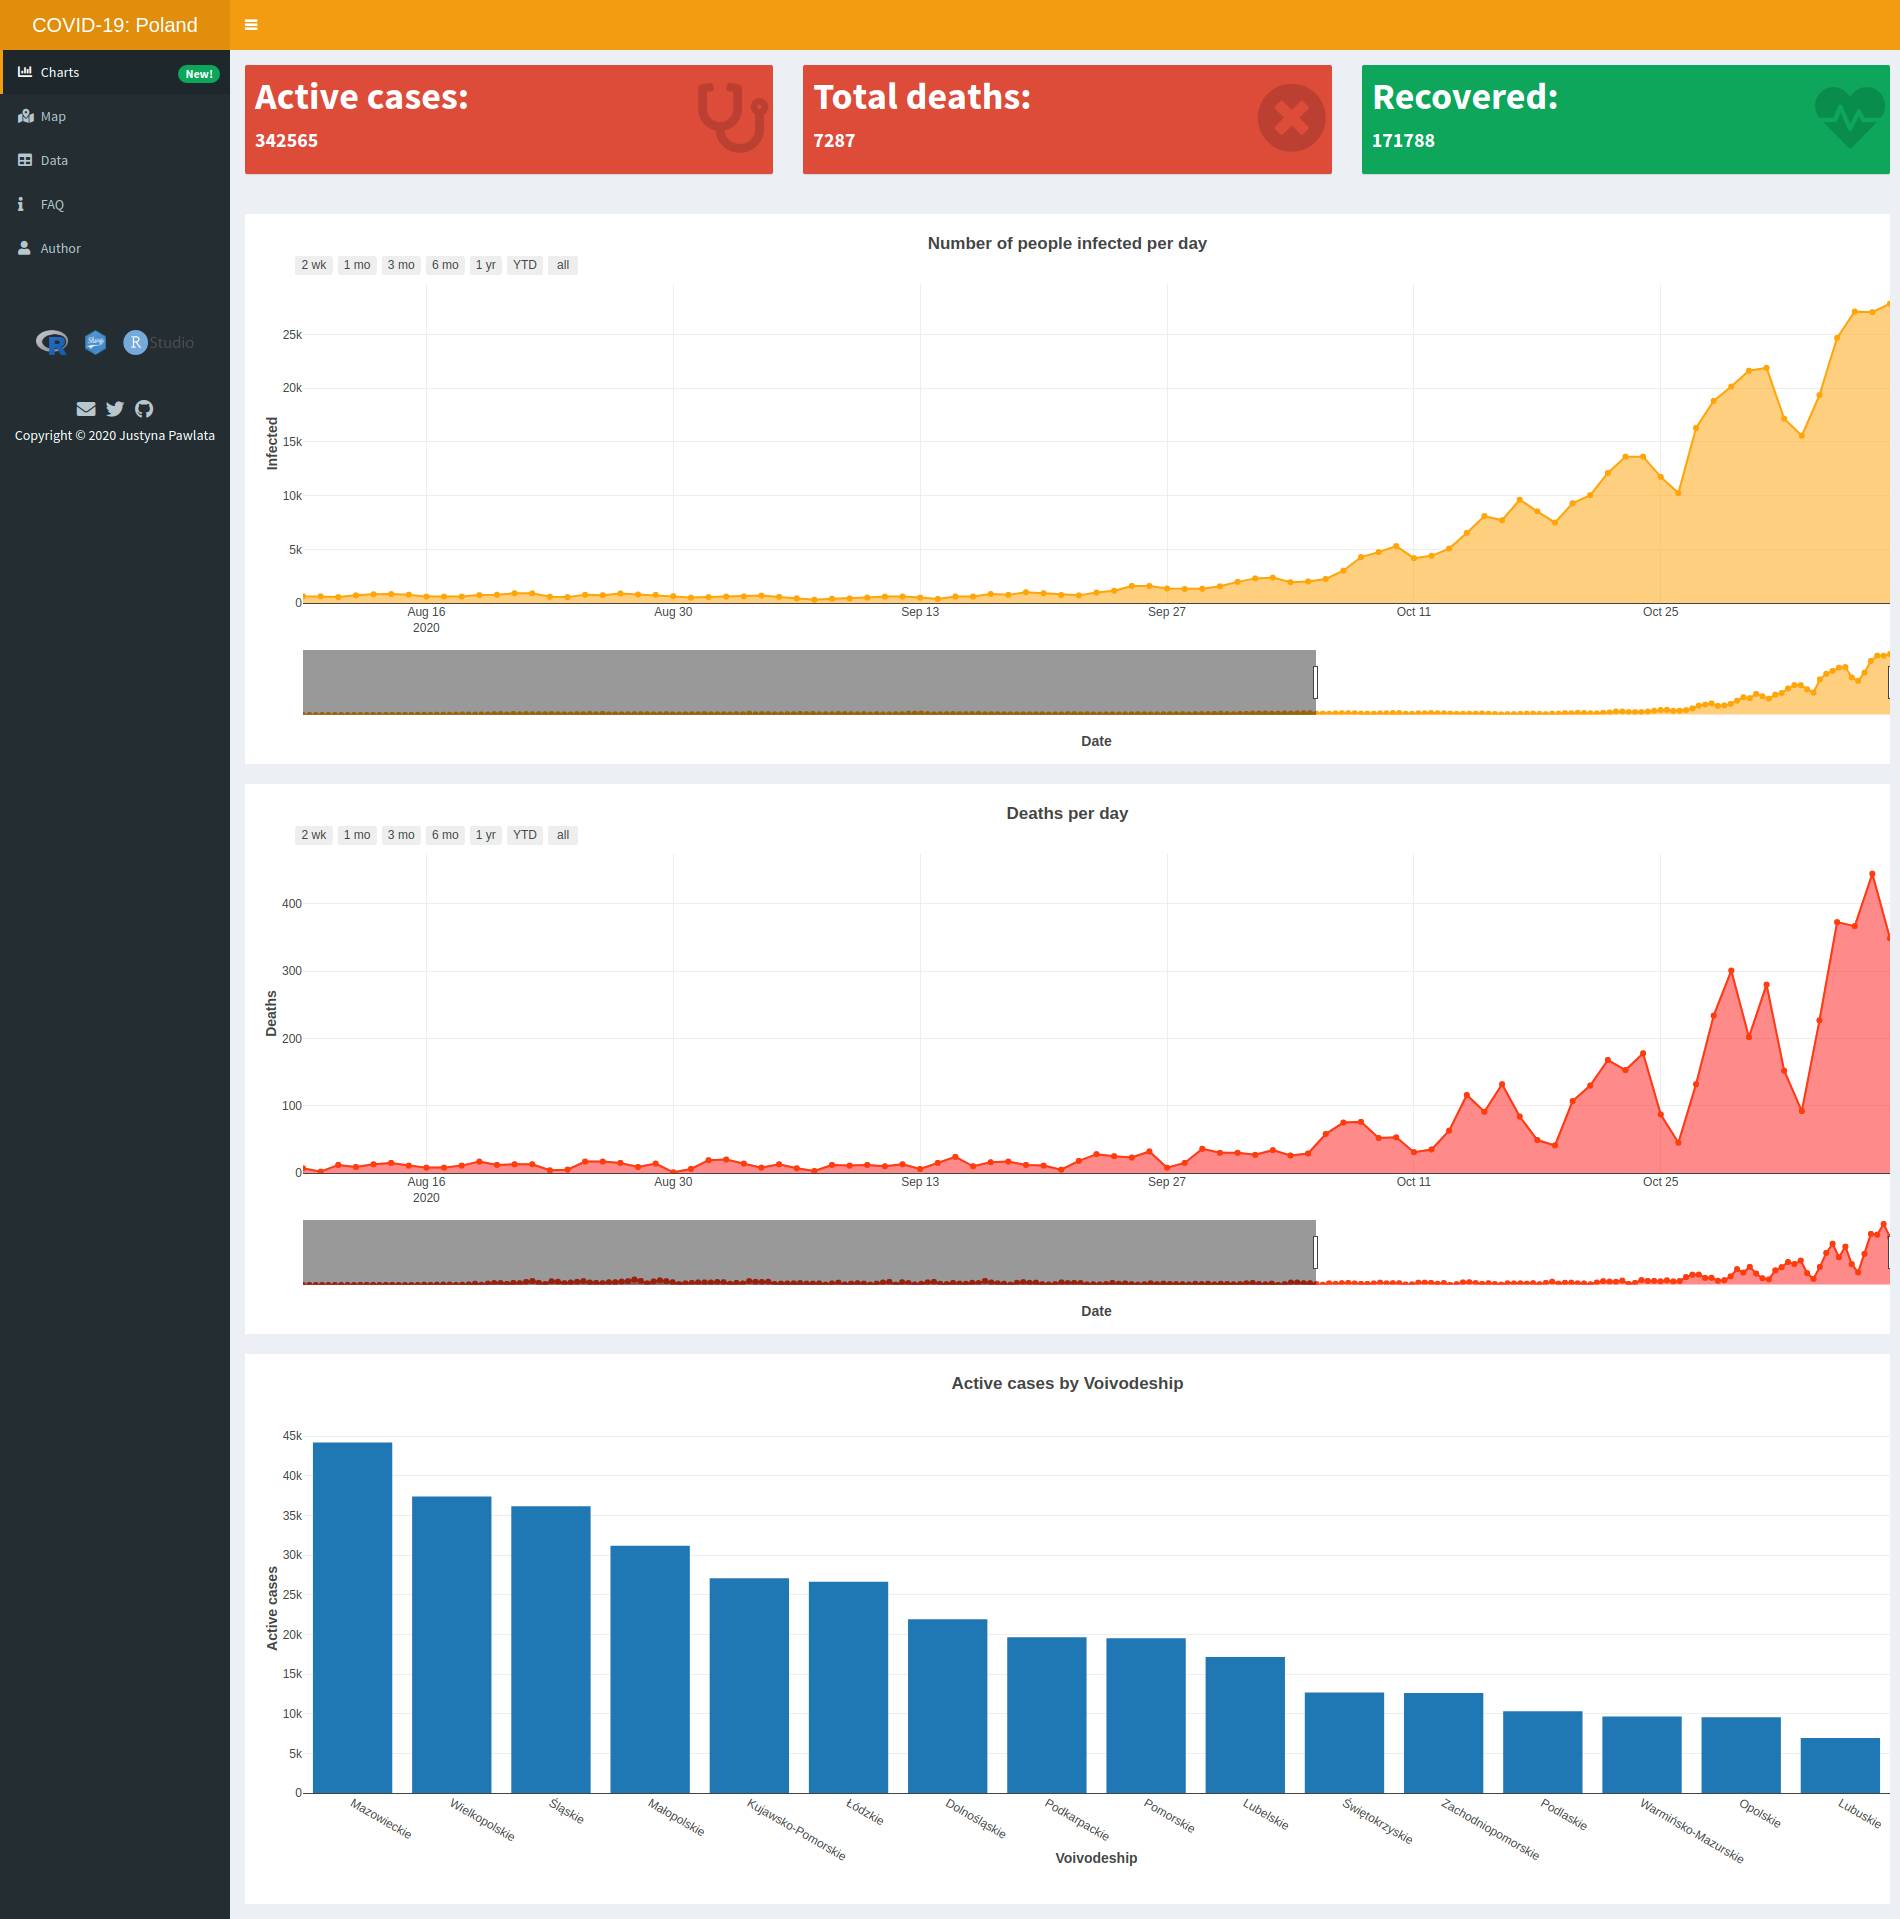 COVID-19: Poland
Charts
New!
Map
Data
FAQ
Author
R
Shiny
R Studio
Copyright © 2020 Justyna Pawlata
Active cases:
342565
Total deaths:
7287
Recovered:
171788
Number of people infected per day
2 wk 1 mo 3 mo 6 mo 1 yr YTD all
25k
20k
15k
10k
5k
0
Infected
Aug 16 Aug 30 Sep 13 Sep 27 Oct 11 Oct 25
2020
Date
Deaths per day
2 wk 1 mo 3 mo 6 mo 1 yr YTD all
400
300
200
100
0
Deaths
Aug 16 Aug 30 Sep 13 Sep 27 Oct 11 Oct 25
2020
Date
Active cases by Voivodeship
45k
40k
35k
30k
25k
20k
15k
10k
5k
0
Active cases
Mazowieckie
Wielkopolskie
Śląskie
Małopolskie
Kujawsko-Pomorskie
Łódzkie
Dolnośląskie
Podkarpackie
Pomorskie
Lubelskie
Świętokrzyskie
Zachodniopomorskie
Podlaskie
Warmińsko-Mazurskie
Opolskie
Lubuskie
Voivodeship